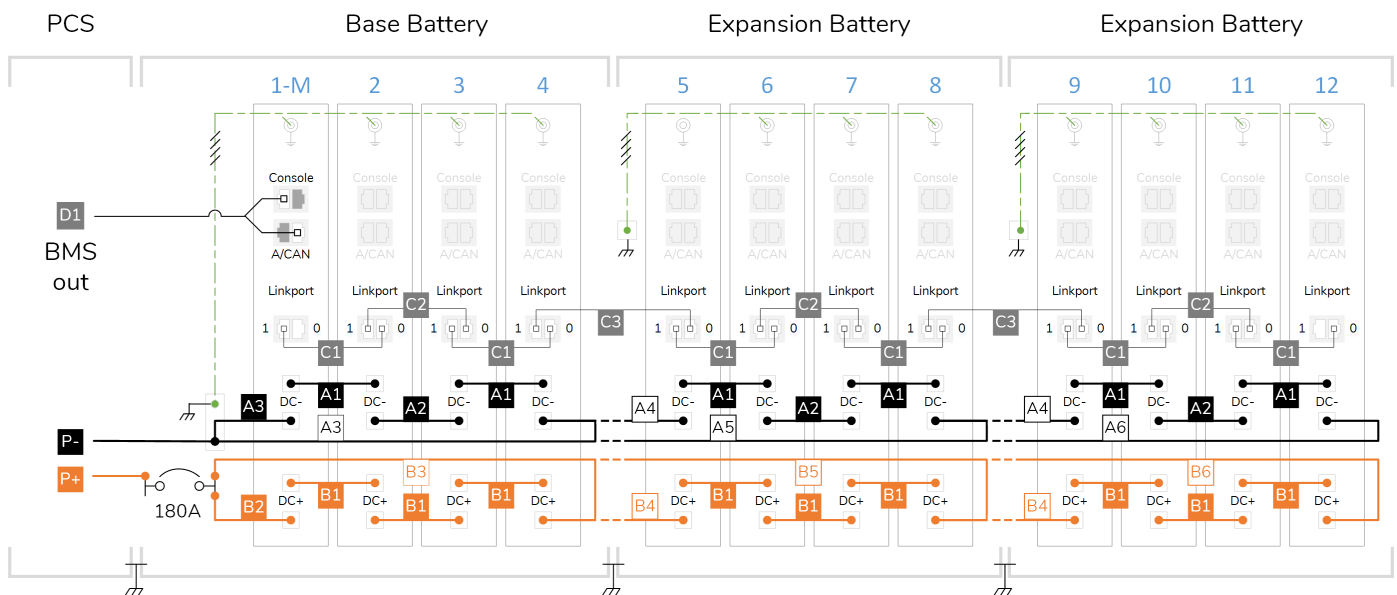 PCS
Base Battery
Expansion Battery
Expansion Battery
1-M 2 3 4 5 6 7 8 9 10 11 12
Console Console Console Console Console Console Console Console Console Console Console Console
D1
BMS
out
A/CAN A/CAN A/CAN A/CAN A/CAN A/CAN A/CAN A/CAN A/CAN A/CAN A/CAN A/CAN
Linkport Linkport Linkport Linkport Linkport Linkport Linkport Linkport Linkport Linkport Linkport Linkport
C2 C2 C2
C3 C3
1 0 1 0 1 0 1 0 1 0 1 0 1 0 1 0 1 0 1 0 1 0 1 0
C1 C1 C1 C1 C1 C1
A1 A1 A1 A1 A1 A1
DC- DC- DC- DC- DC- DC- DC- DC- DC- DC- DC- DC-
A3 A2 A4 A2 A4 A2
A3 A5 A6
P-
P+
B3 B5 B6
B1 B1 B1 B1 B1 B1
DC+ DC+ DC+ DC+ DC+ DC+ DC+ DC+ DC+ DC+ DC+ DC+
180A
B2 B1 B4 B1 B4 B1